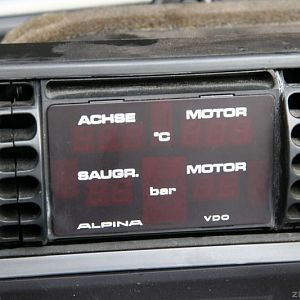 ACHSE MOTOR
°C
SAUGR. MOTOR
bar
ALPINA VDO